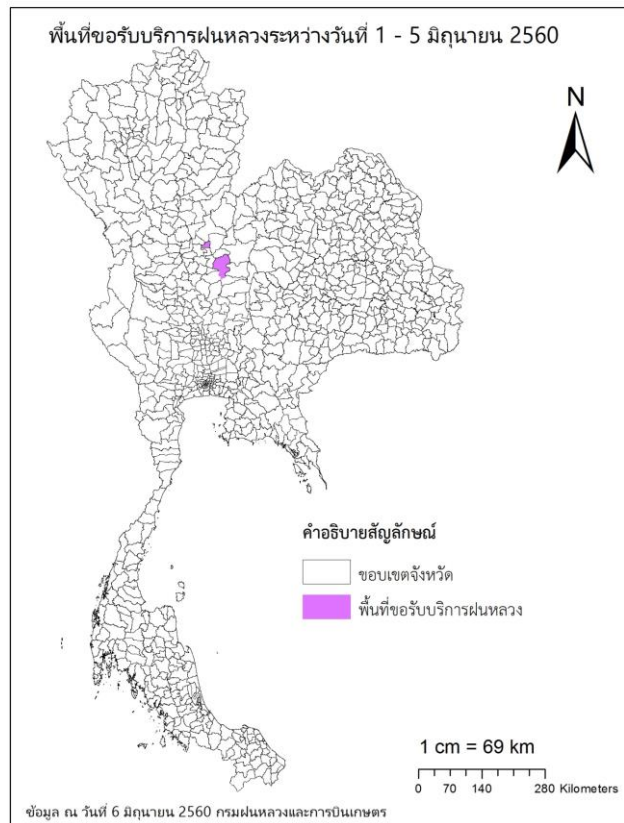 พื้นที่ขอรับบริการฝนหลวงระหว่างวันที่ 1 - 5 มิถุนายน 2560
N
คำอธิบายสัญลักษณ์
ขอบเขตจังหวัด
พื้นที่ขอรับบริการฝนหลวง
1 cm = 69 km
0 70 140 280 Kilometers
ข้อมูล ณ วันที่ 6 มิถุนายน 2560 กรมฝนหลวงและการบินเกษตร